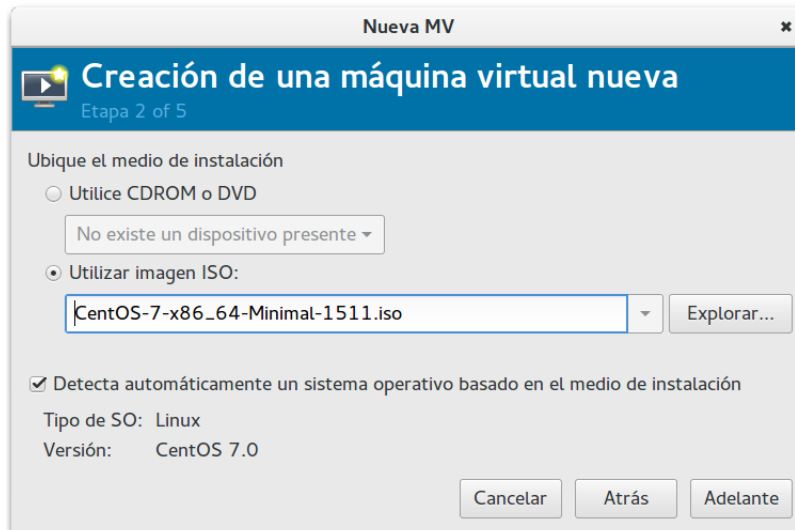 Nueva MV
Creación de una máquina virtual nueva
Etapa 2 of 5
Ubique el medio de instalación
Utilice CDROM o DVD
No existe un dispositivo presente
Utilizar imagen ISO:
CentOS-7-x86_64-Minimal-1511.iso
Explorar...
Detecta automáticamente un sistema operativo basado en el medio de instalación
Tipo de SO: Linux
Versión: CentOS 7.0
Cancelar Atrás Adelante